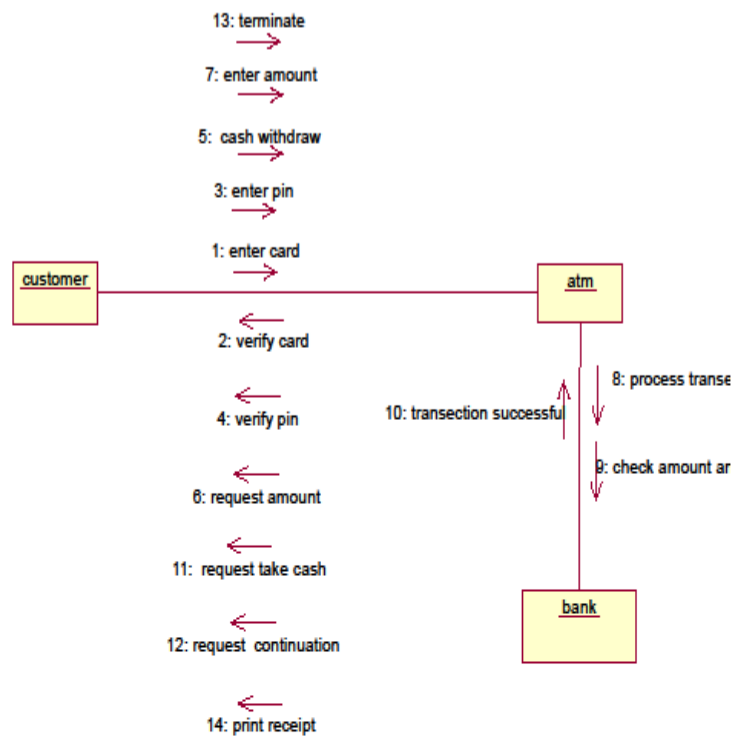 13: terminate
7: enter amount
5: cash withdraw
3: enter pin
1: enter card
customer
atm
2: verify card
8: process transe
10: transection successful
4: verify pin
9: check amount ar
6: request amount
11: request take cash
bank
12: request continuation
14: print receipt